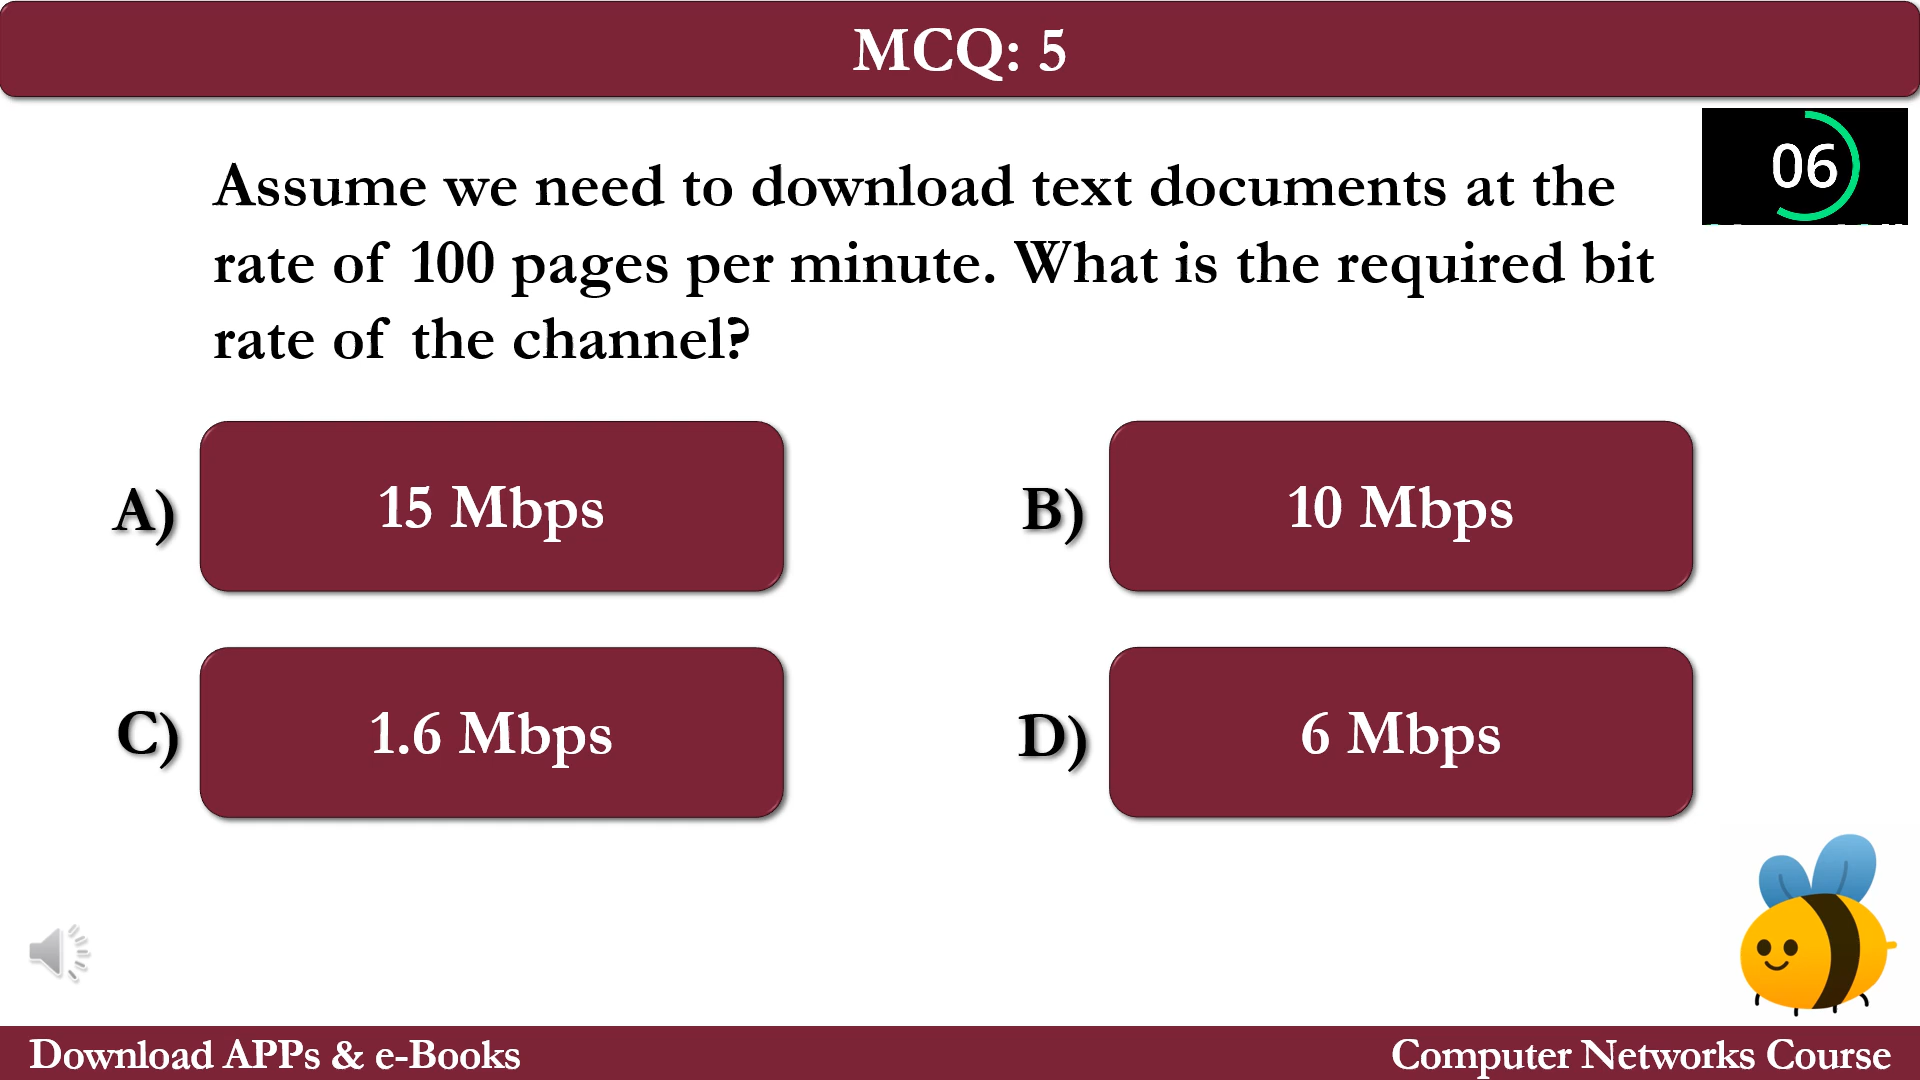 MCQ: 5
06
Assume we need to download text documents at the
rate of 100 pages per minute. What is the required bit
rate of the channel?
A) 15 Mbps
B) 10 Mbps
C) 1.6 Mbps
D) 6 Mbps
Download APPs & e-Books
Computer Networks Course